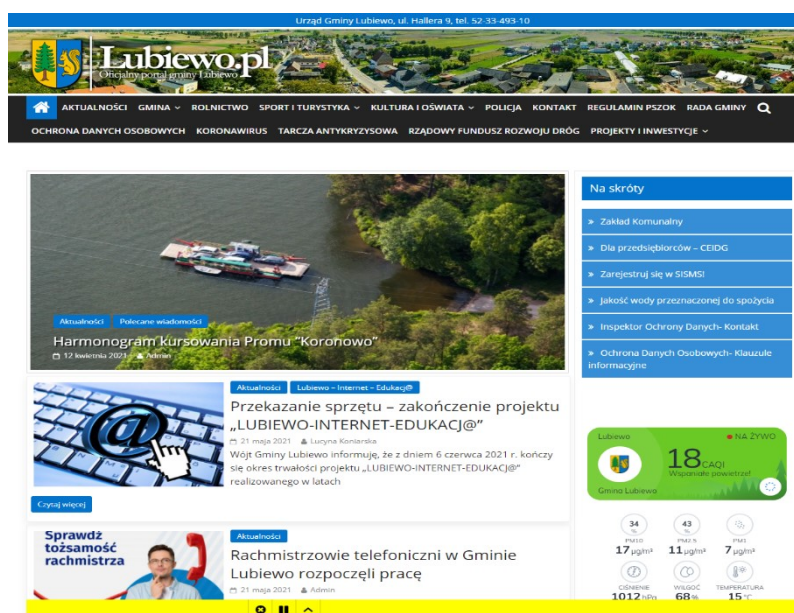 Urząd Gminy Lubiewo, ul. Hallera 9, tel. 52-33-493-10
Lubiewo.pl
Oficjalny portal gminy Lubiewo
AKTUALNOŚCI GMINA ROLNICTWO SPORT I TURYSTYKA KULTURA I OŚWIATA POLICJA KONTAKT REGULAMIN PSZOK RADA GMINY
OCHRONA DANYCH OSOBOWYCH KORONAWIRUS TARCZA ANTYKRYZYSOWA RZĄDOWY FUNDUSZ ROZWOJU DRÓG PROJEKTY I INWESTYCJE
Aktualności Polecane wiadomości
Harmonogram kursowania Promu "Koronowo"
12 kwietnia 2021 Admin
Aktualności Lubiewo – Internet – Edukacj@
Przekazanie sprzętu – zakończenie projektu
„LUBIEWO-INTERNET-EDUKACJ@”
21 maja 2021 Lucyna Koniarska
Wójt Gminy Lubiewo informuję, że z dniem 6 czerwca 2021 r. kończy
się okres trwałości projektu „LUBIEWO-INTERNET-EDUKACJ@”
realizowanego w latach
Czytaj więcej
Sprawdź
tożsamość
rachmistrza
Aktualności
Rachmistrzowie telefoniczni w Gminie
Lubiewo rozpoczęli pracę
21 maja 2021 Admin
Na skróty
» Zakład Komunalny
» Dla przedsiębiorców – CEIDG
» Zarejestruj się w SISMS!
» Jakość wody przeznaczonej do spożycia
» Inspektor Ochrony Danych- Kontakt
» Ochrona Danych Osobowych- Klauzule
informacyjne
Lubiewo NA ŻYWO
18 CAQI
Wspaniałe powietrze!
Gmina Lubiewo
34 % 43 %
PM10 PM2.5 PM1
17 µg/m³ 11 µg/m³ 7 µg/m³
CIŚNIENIE WILGOĆ TEMPERATURA
1012 hPa 68 % 15 °C